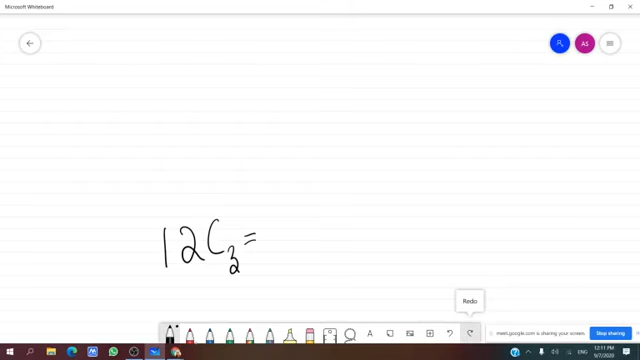 Microsoft Whiteboard
AS
12C₂=
Redo
A
meet.google.com is sharing your screen.
Stop sharing
12:11 PM
ENG
9/7/2020